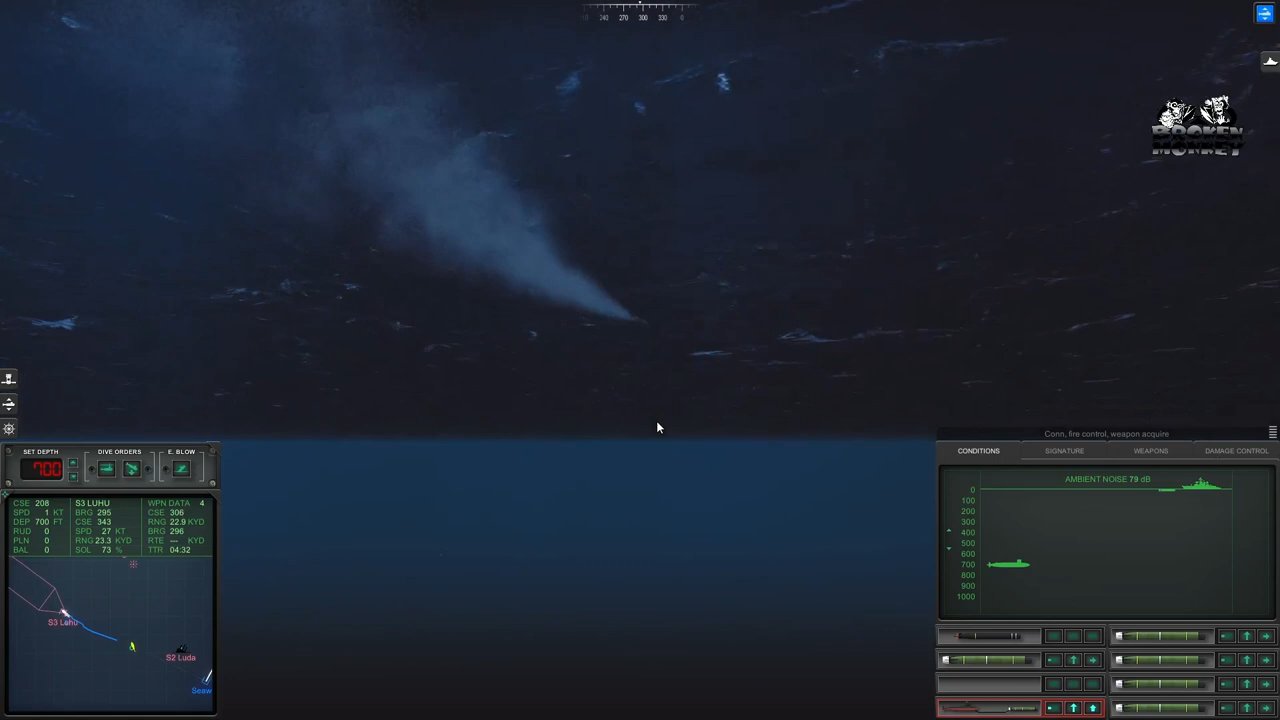 240 270 300 330 0
BROKEN
MONKEY
SET DEPTH
DIVE ORDERS
E. BLOW
700
CSE 208
SPD 1 KT
DEP 700 FT
RUD 0
PLN 0
BAL 0
S3 LUHU
BRG 295
CSE 343
SPD 27 KT
RNG 23.3 KYD
SOL 73 %
WPN DATA 4
CSE 306
RNG 22.9 KYD
BRG 296
RTE --- KYD
TTR 04:32
S3 Luhu
S2 Luda
Seaw
Conn, fire control, weapon acquire
CONDITIONS
SIGNATURE
WEAPONS
DAMAGE CONTROL
AMBIENT NOISE 79 dB
0
100
200
300
400
500
600
700
800
900
1000